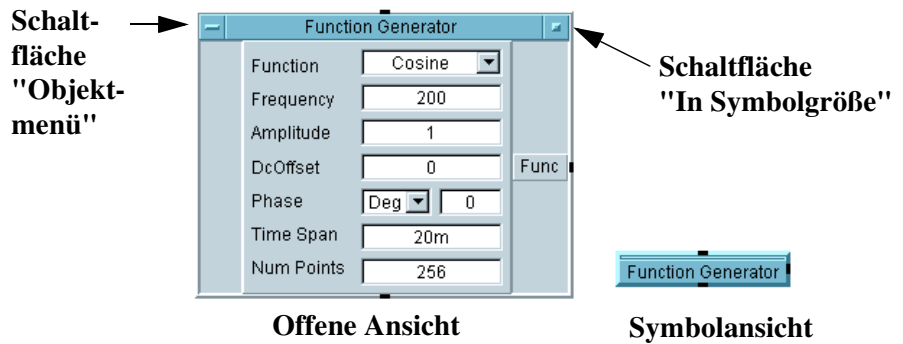 Schalt-
fläche
"Objekt-
menü"
Function Generator
Function Cosine
Frequency 200
Amplitude 1
DcOffset 0
Func
Phase Deg 0
Time Span 20m
Num Points 256
Schaltfläche
"In Symbolgröße"
Function Generator
Offene Ansicht
Symbolansicht